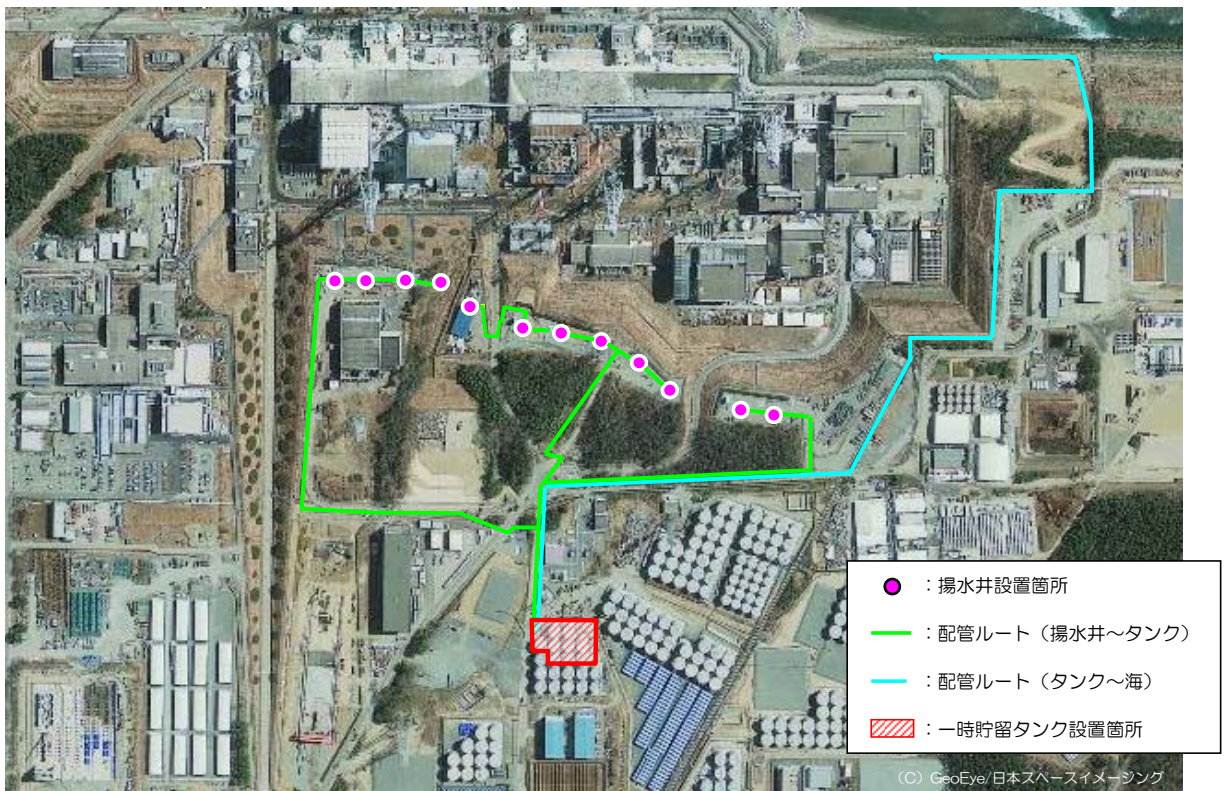 ：揚水井設置箇所
：配管ルート（揚水井～タンク）
：配管ルート（タンク～海）
：一時貯留タンク設置箇所
（C）GeoEye/日本スペースイメージング